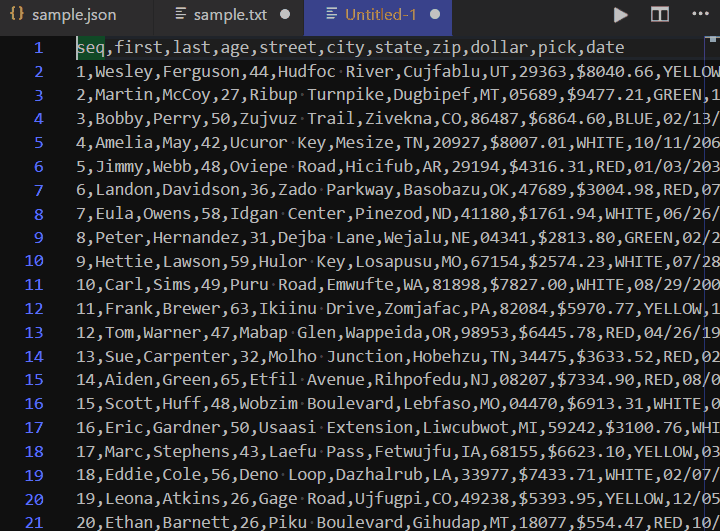 {} sample.json sample.txt Untitled-1
1 seq,first,last,age,street,city,state,zip,dollar,pick,date
2 1,Wesley,Ferguson,44,Hudfoc River,Cujfablu,UT,29363,$8040.66,YELLOW
3 2,Martin,McCoy,27,Ribup Turnpike,Dugbipef,MT,05689,$9477.21,GREEN,1
4 3,Bobby,Perry,50,Zujvuz Trail,Zivekna,CO,86487,$6864.60,BLUE,02/13/
5 4,Amelia,May,42,Ucuror Key,Mesize,TN,20927,$8007.01,WHITE,10/11/206
6 5,Jimmy,Webb,48,Oviepe Road,Hicifub,AR,29194,$4316.31,RED,01/03/203
7 6,Landon,Davidson,36,Zado Parkway,Basobazu,OK,47689,$3004.98,RED,07
8 7,Eula,Owens,58,Idgan Center,Pinezod,ND,41180,$1761.94,WHITE,06/26/
9 8,Peter,Hernandez,31,Dejba Lane,Wejalu,NE,04341,$2813.80,GREEN,02/2
10 9,Hettie,Lawson,59,Hulor Key,Losapusu,MO,67154,$2574.23,WHITE,07/28
11 10,Carl,Sims,49,Puru Road,Emwufte,WA,81898,$7827.00,WHITE,08/29/200
12 11,Frank,Brewer,63,Ikiinu Drive,Zomjafac,PA,82084,$5970.77,YELLOW,1
13 12,Tom,Warner,47,Mabap Glen,Wappeida,OR,98953,$6445.78,RED,04/26/19
14 13,Sue,Carpenter,32,Molho Junction,Hobehzu,TN,34475,$3633.52,RED,02
15 14,Aiden,Green,65,Etfil Avenue,Rihpofedu,NJ,08207,$7334.90,RED,08/0
16 15,Scott,Huff,48,Wobzim Boulevard,Lebfaso,MO,04470,$6913.31,WHITE,0
17 16,Eric,Gardner,50,Usaasi Extension,Liwcubwot,MI,59242,$3100.76,WHI
18 17,Marc,Stephens,43,Laefu Pass,Fetwujfu,IA,68155,$6623.10,YELLOW,03
19 18,Eddie,Cole,56,Deno Loop,Dazhalrub,LA,33977,$7433.71,WHITE,02/07/
20 19,Leona,Atkins,26,Gage Road,Ujfugpi,CO,49238,$5393.95,YELLOW,12/05
21 20,Ethan,Barnett,26,Piku Boulevard,Gihudap,MT,18077,$554.47,RED,10